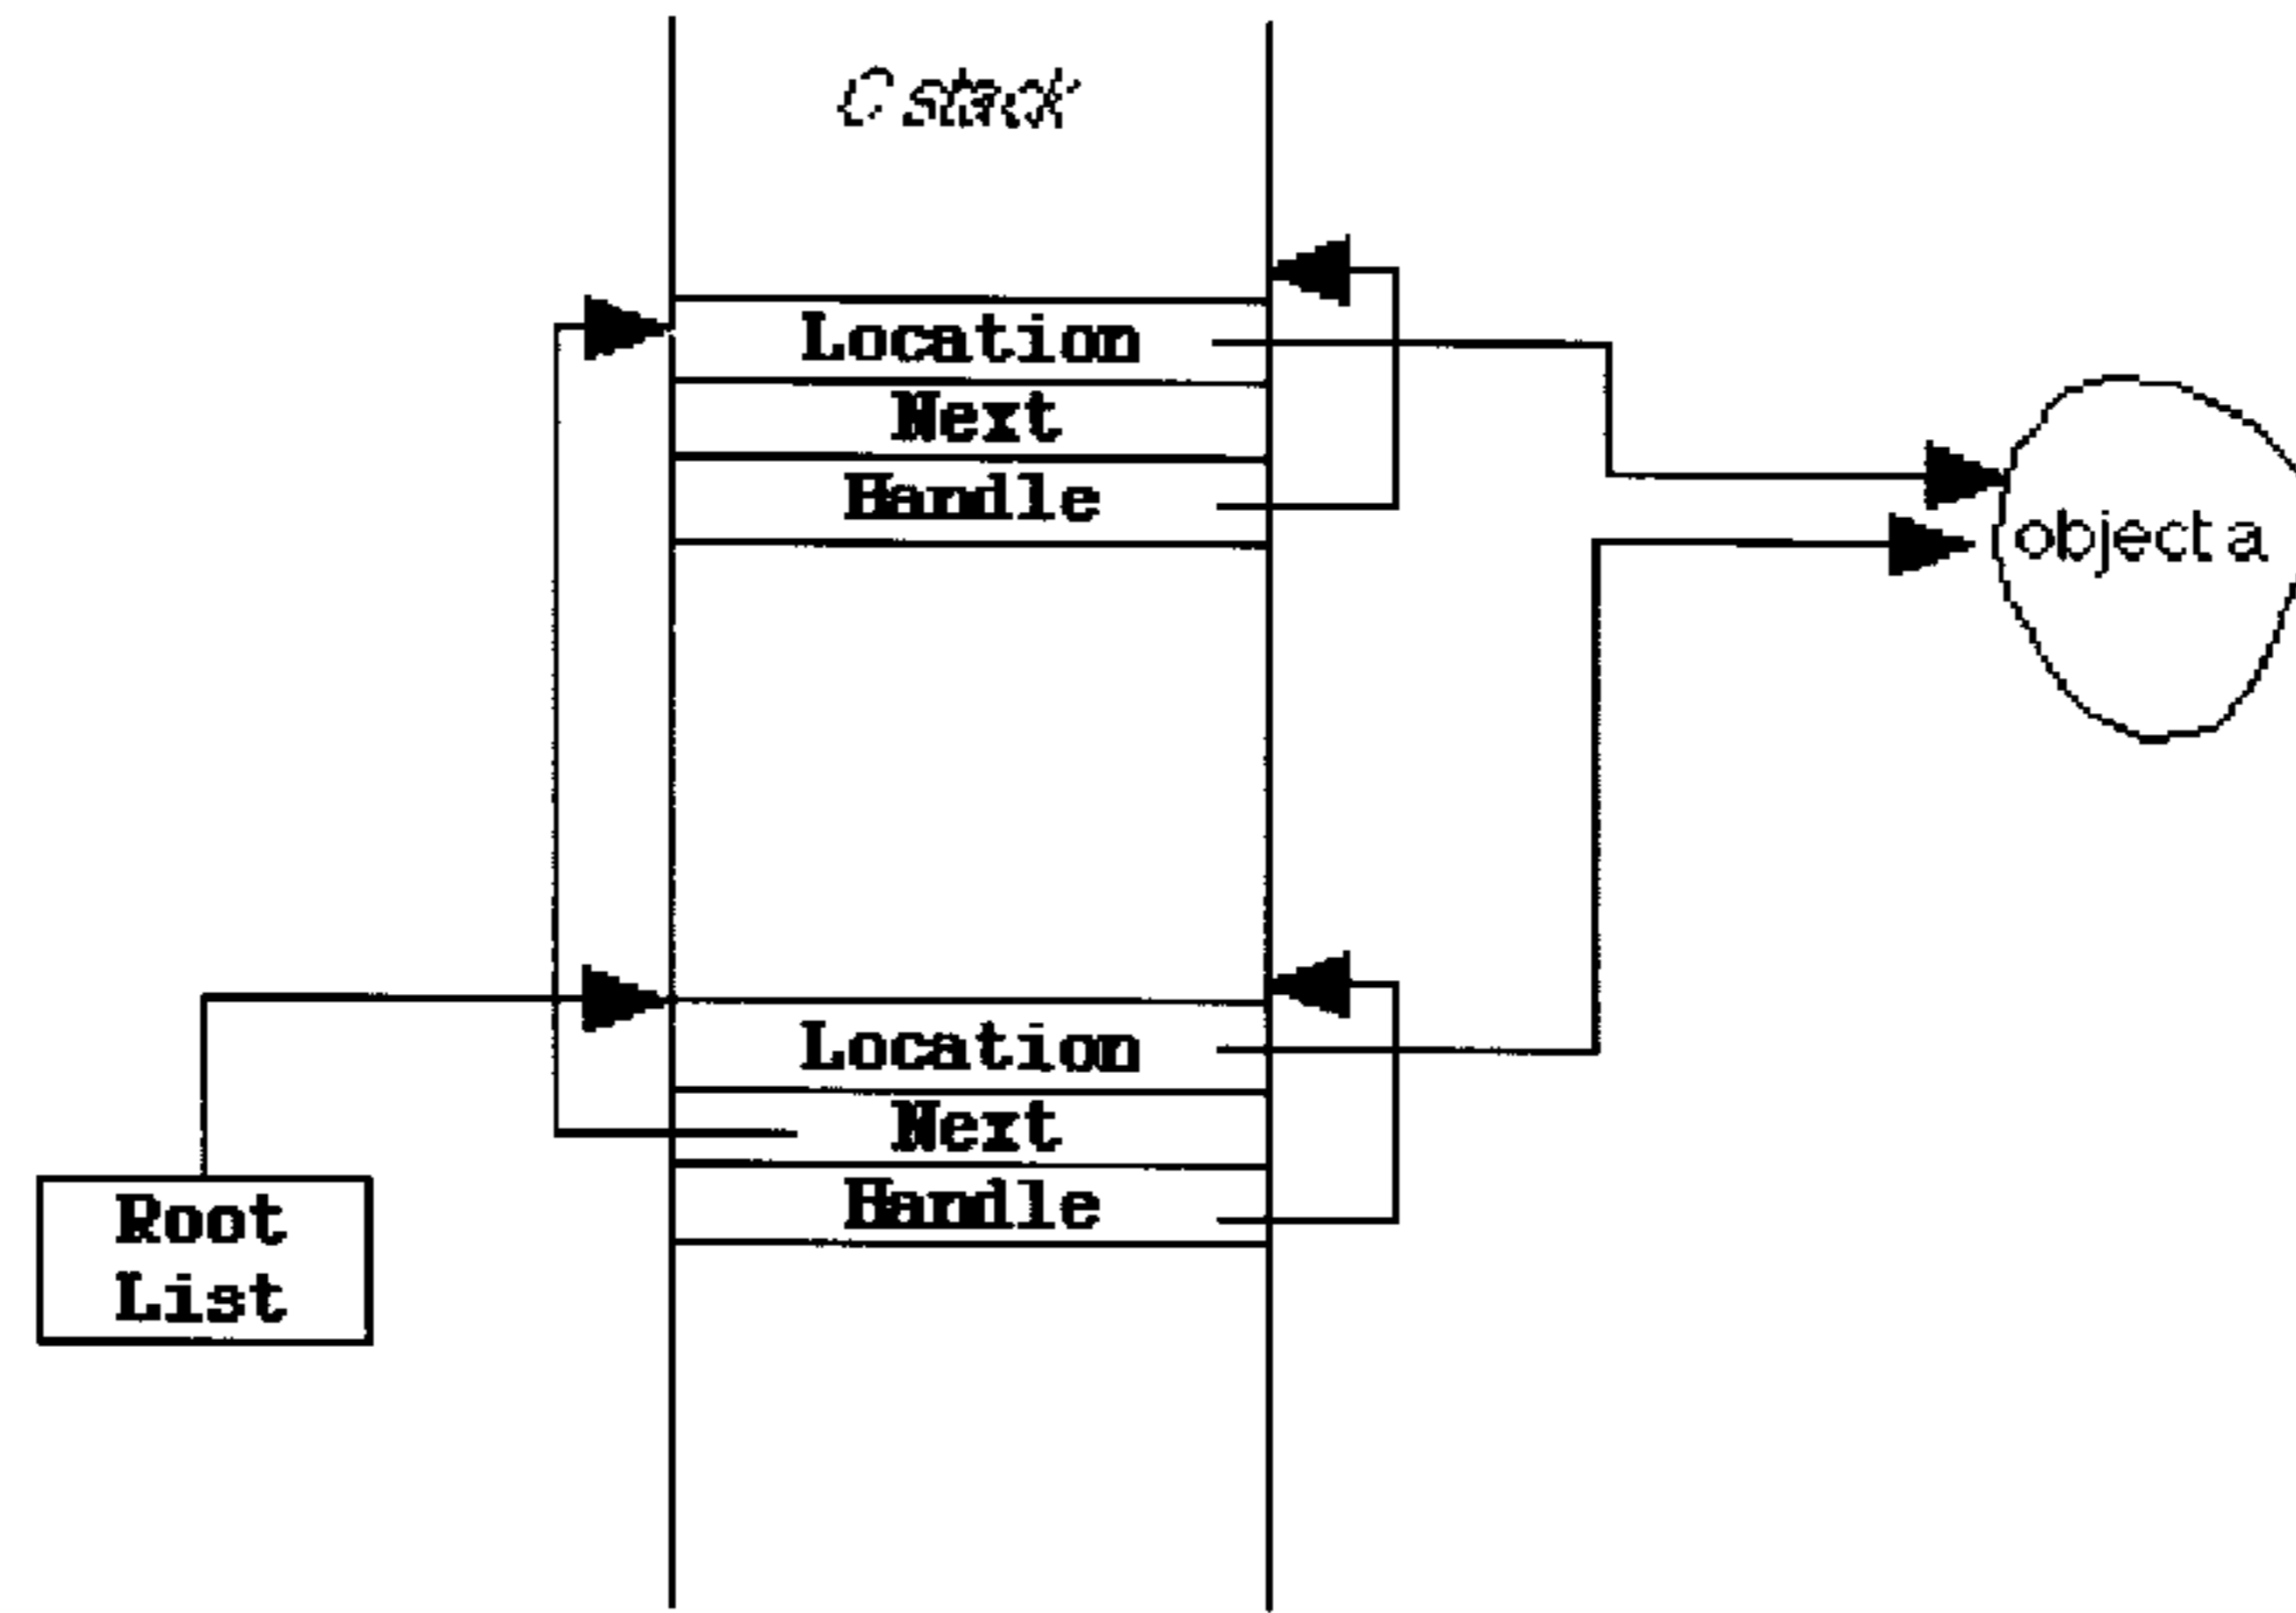 C stack
Location
Next
Handle
object a
Location
Next
Handle
Root
List